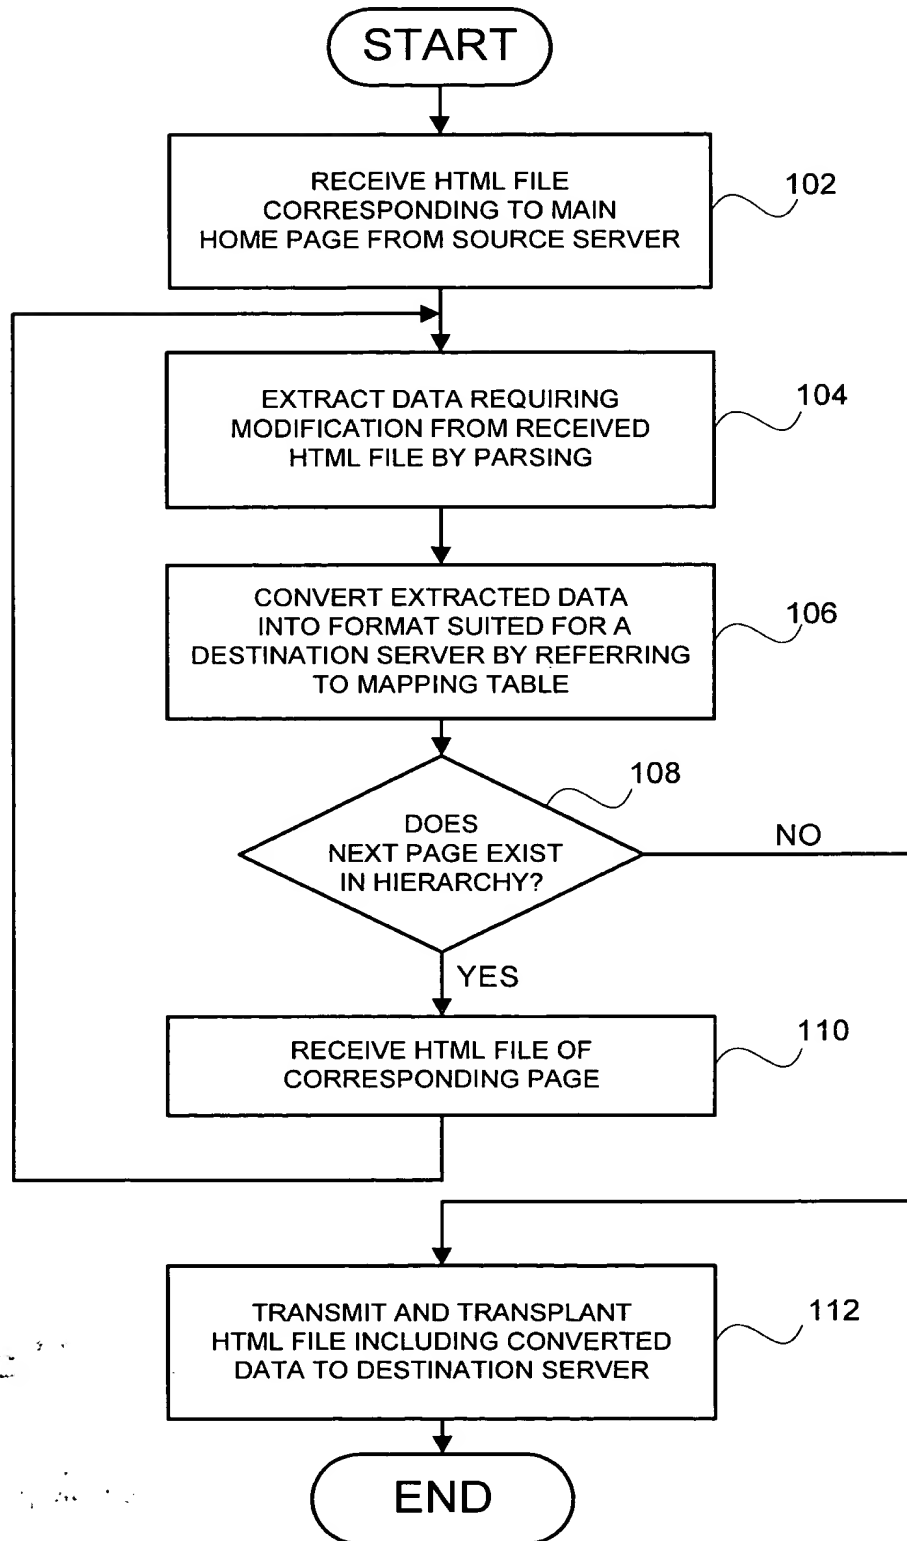 START
RECEIVE HTML FILE
CORRESPONDING TO MAIN
HOME PAGE FROM SOURCE SERVER
102
EXTRACT DATA REQUIRING
MODIFICATION FROM RECEIVED
HTML FILE BY PARSING
104
CONVERT EXTRACTED DATA
INTO FORMAT SUITED FOR A
DESTINATION SERVER BY REFERRING
TO MAPPING TABLE
106
108
DOES
NEXT PAGE EXIST
IN HIERARCHY?
NO
YES
RECEIVE HTML FILE OF
CORRESPONDING PAGE
110
TRANSMIT AND TRANSPLANT
HTML FILE INCLUDING CONVERTED
DATA TO DESTINATION SERVER
112
END